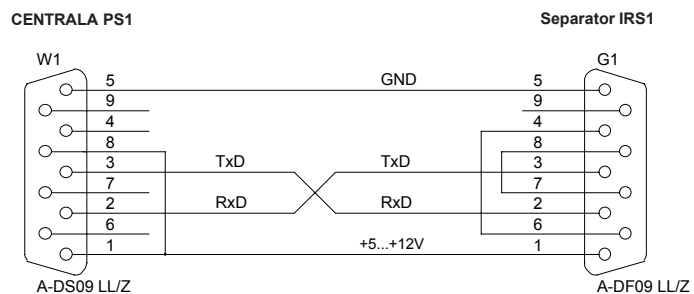 CENTRALA PS1 Separator IRS1
W1 G1
5 GND 5
9 9
4 4
8 8
3 TxD TxD 3
7 7
2 RxD RxD 2
6 6
1 +5...+12V 1
A-DS09 LL/Z A-DF09 LL/Z